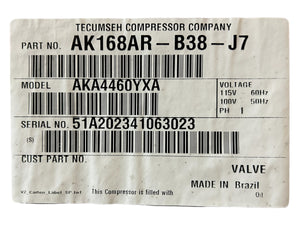 TECUMSEH COMPRESSOR COMPANY
PART NO. AK168AR-B38-J7
MODEL AKA4460YXA
VOLTAGE
115V 60Hz
100V 50Hz
PH 1
SERIAL NO. 51A202341063023
(S)
CUST PART NO.
VALVE
MADE IN Brazil
This Compressor is filled with Oil